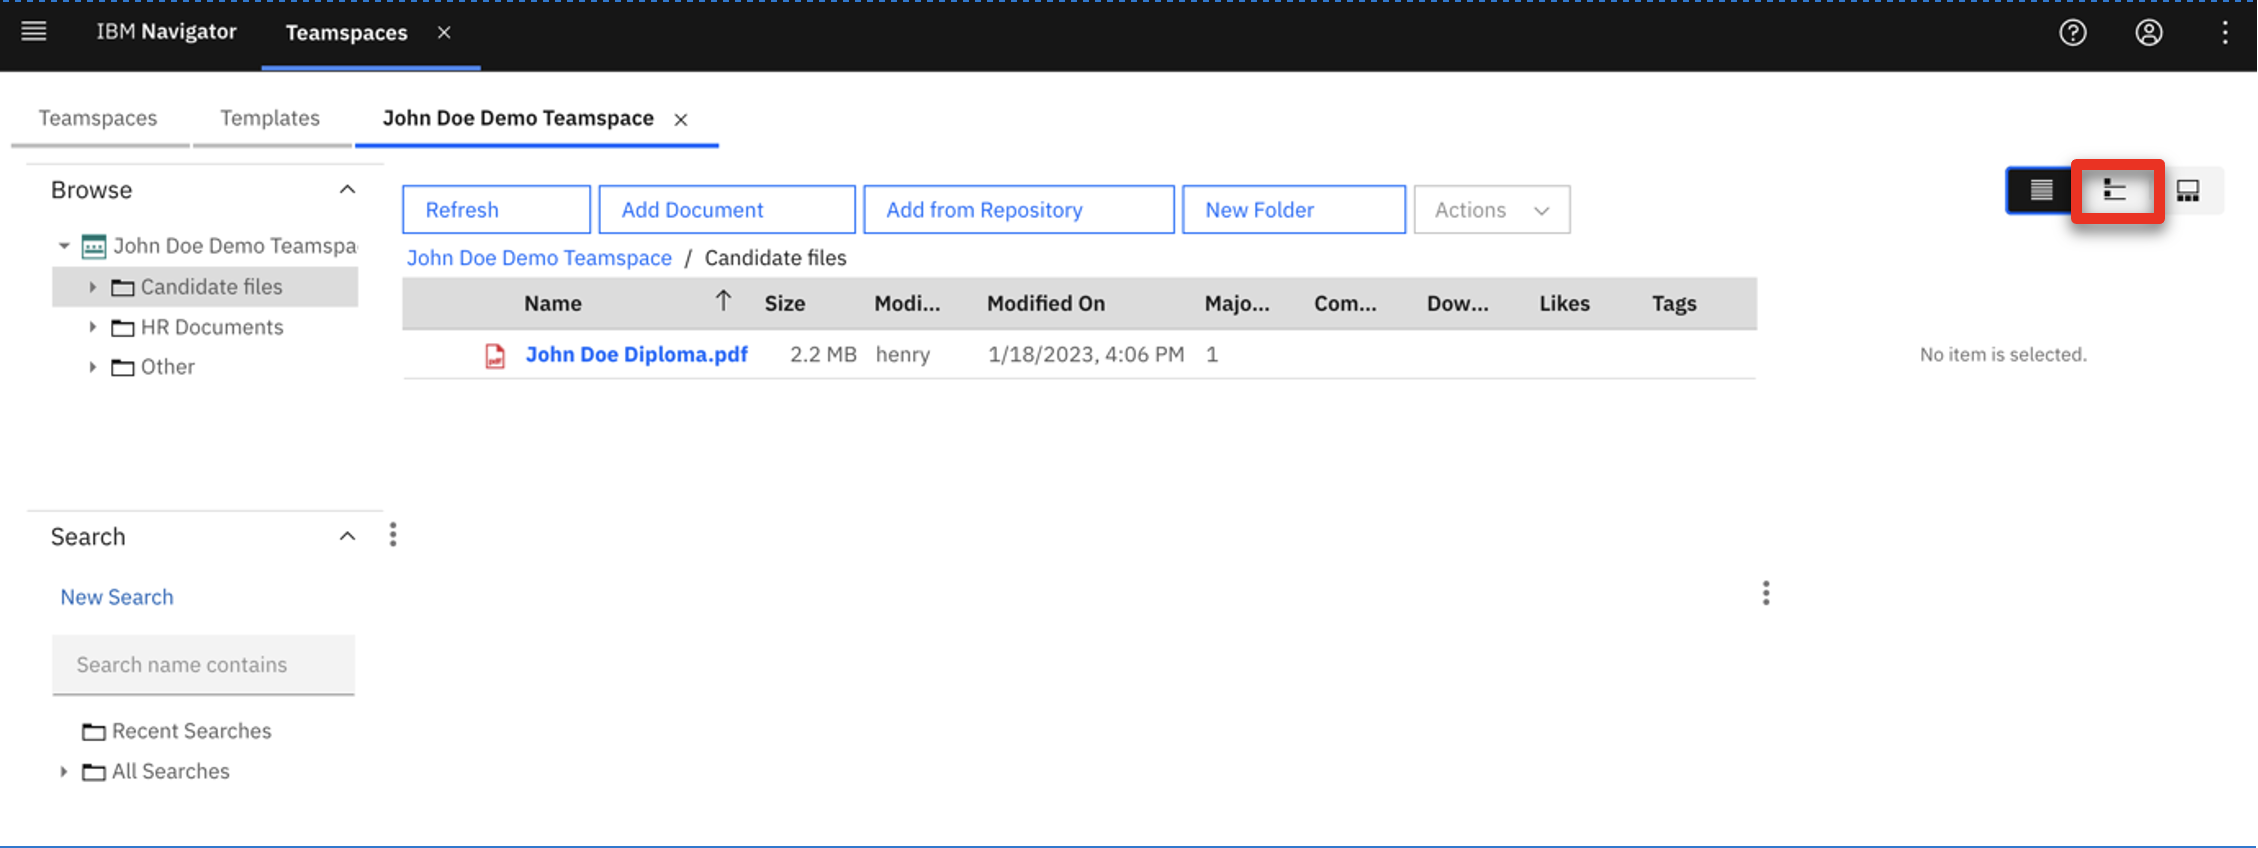 IBM Navigator Teamspaces
Teamspaces Templates John Doe Demo Teamspace
Browse
John Doe Demo Teamspa
Candidate files
HR Documents
Other
Refresh Add Document Add from Repository New Folder Actions
John Doe Demo Teamspace / Candidate files
Name Size Modi... Modified On Majo... Com... Dow... Likes Tags
John Doe Diploma.pdf 2.2 MB henry 1/18/2023, 4:06 PM 1
No item is selected.
Search
New Search
Search name contains
Recent Searches
All Searches